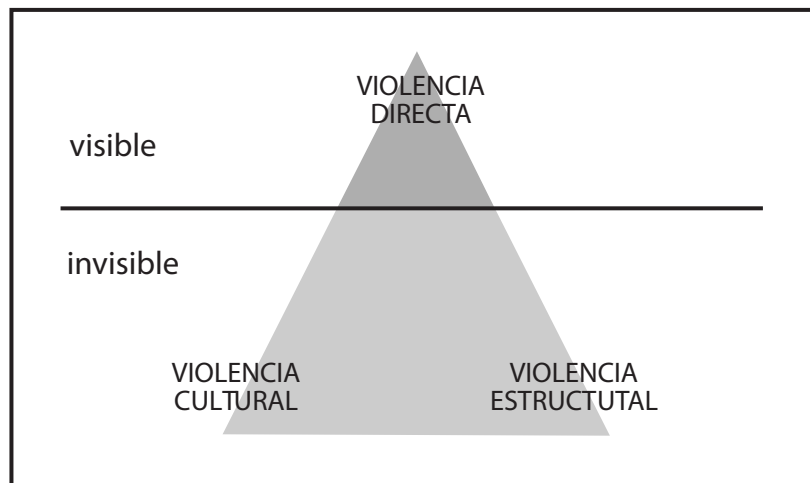 VIOLENCIA
DIRECTA
visible
invisible
VIOLENCIA
CULTURAL
VIOLENCIA
ESTRUCTUTAL